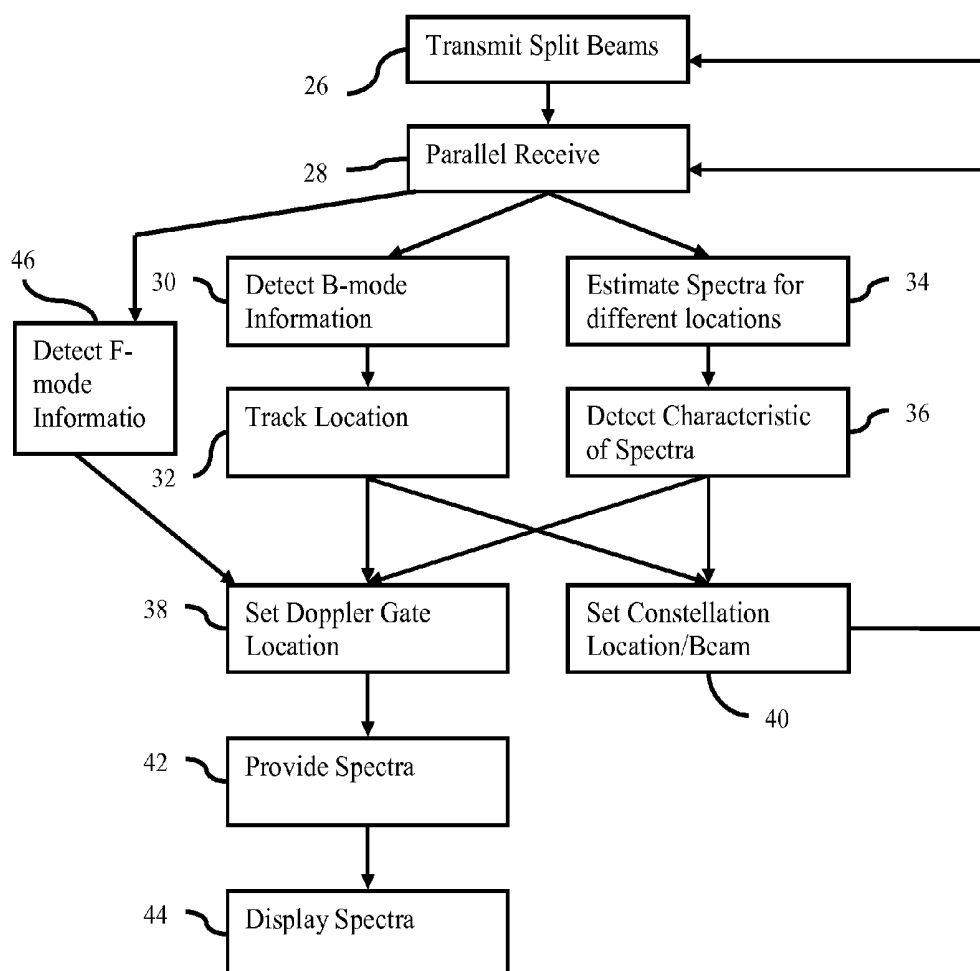 Transmit Split Beams
26
Parallel Receive
28
46
30
Detect B-mode
Information
Estimate Spectra for
different locations
34
Detect F-
mode
Informatio
Track Location
32
Detect Characteristic
of Spectra
36
38
Set Doppler Gate
Location
Set Constellation
Location/Beam
40
42
Provide Spectra
44
Display Spectra